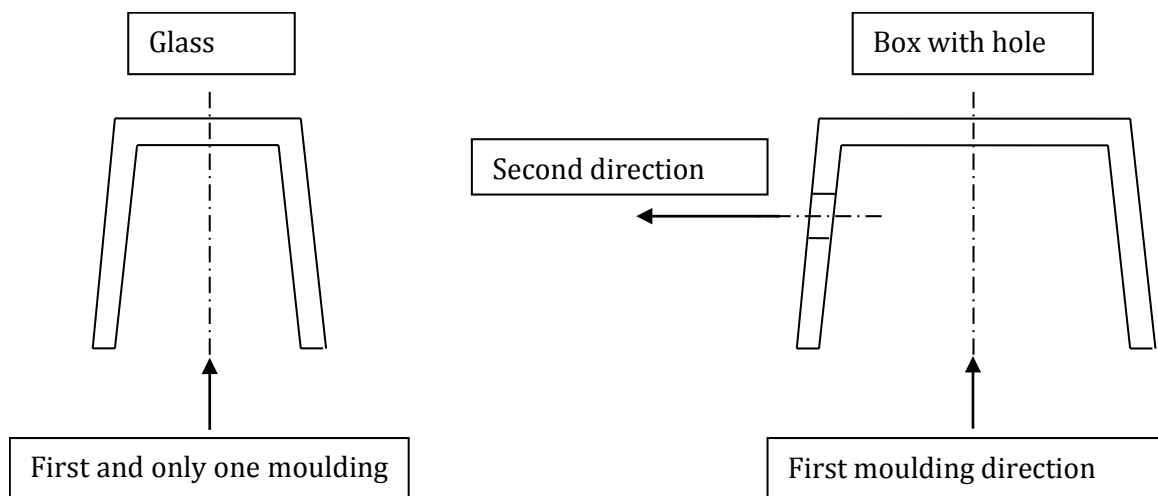 Glass
Box with hole
Second direction
First and only one moulding
First moulding direction